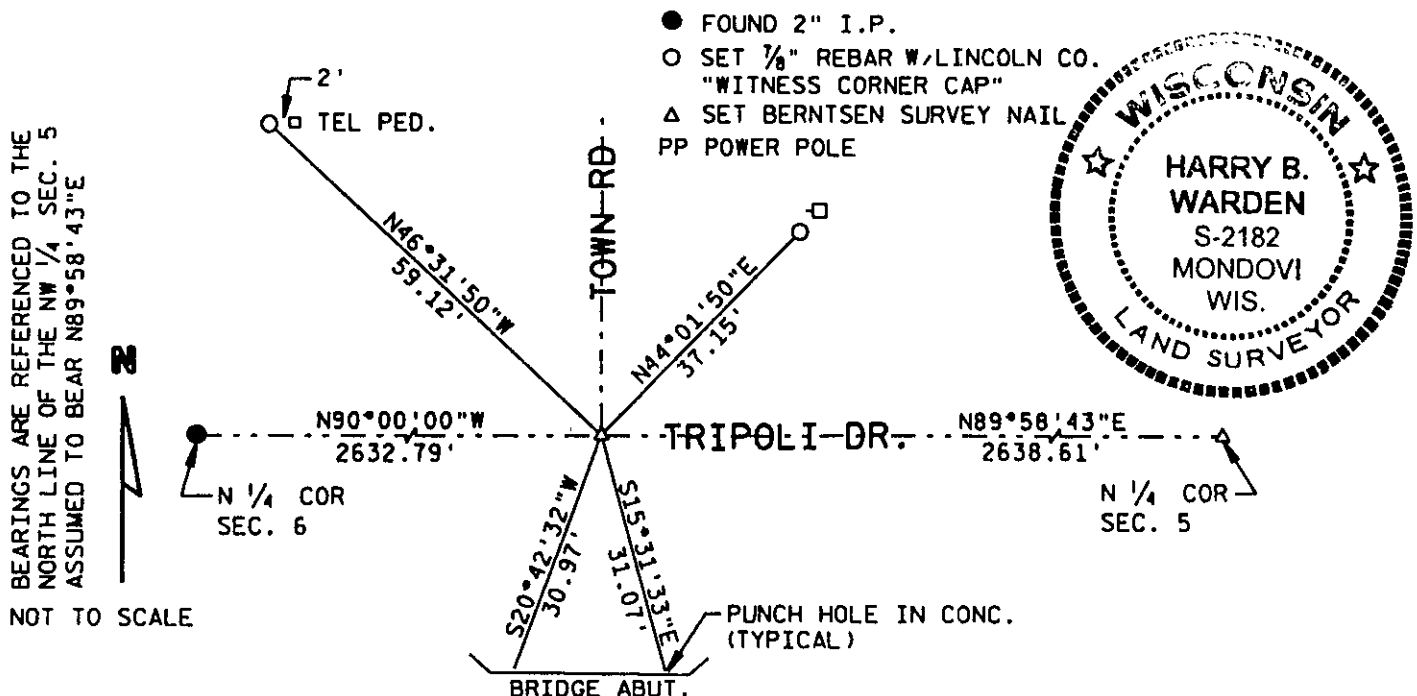 ● FOUND 2" I.P.
○ SET 7/8" REBAR W/LINCOLN CO.
"WITNESS CORNER CAP"
△ SET BERNTSEN SURVEY NAIL
PP POWER POLE
WISCONSIN
HARRY B.
WARDEN
S-2182
MONDOVI
WIS.
LAND SURVEYOR
2'
TEL PED.
BEARINGS ARE REFERENCED TO THE
NORTH LINE OF THE NW 1/4 SEC. 5
ASSUMED TO BEAR N89°58'43"E
N
NOT TO SCALE
TOWN RD
N46°31'50"W
59.12'
N44°01'50"E
37.15'
N90°00'00"W
2632.79'
TRIPOLI DR.
N89°58'43"E
2638.61'
N 1/4 COR
SEC. 6
N 1/4 COR
SEC. 5
S20°42'32"W
30.97'
S15°31'33"E
31.07'
PUNCH HOLE IN CONC.
(TYPICAL)
BRIDGE ABUT.